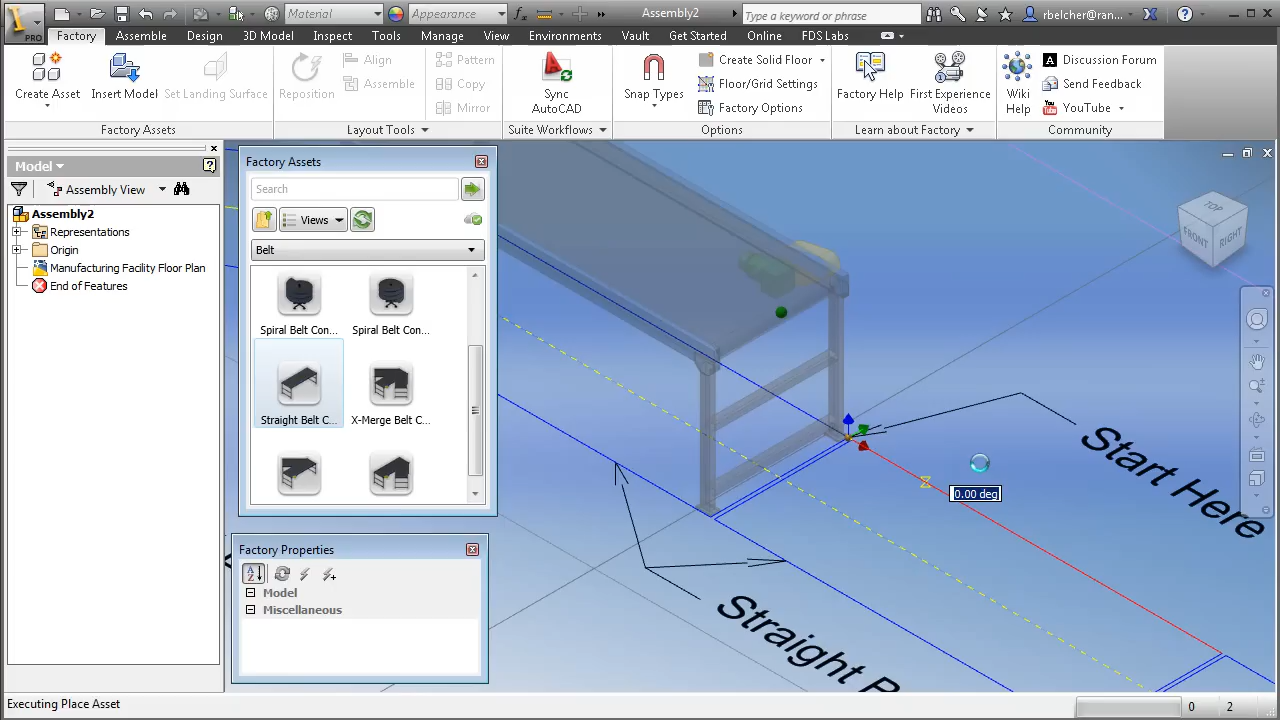 Material
Appearance
Assembly2
Type a keyword or phrase
rbelcher@ran...
PRO
Factory
Assemble
Design
3D Model
Inspect
Tools
Manage
View
Environments
Vault
Get Started
Online
FDS Labs
Create Asset
Insert Model
Set Landing Surface
Reposition
Align
Assemble
Pattern
Copy
Mirror
Sync
AutoCAD
Snap Types
Create Solid Floor
Floor/Grid Settings
Factory Options
Factory Help
First Experience
Videos
Wiki
Help
Discussion Forum
Send Feedback
YouTube
Factory Assets
Layout Tools
Suite Workflows
Options
Learn about Factory
Community
Model
Assembly View
Assembly2
Representations
Origin
Manufacturing Facility Floor Plan
End of Features
Factory Assets
Search
Views
Belt
Spiral Belt Con...
Spiral Belt Con...
Straight Belt C...
X-Merge Belt C...
Factory Properties
Model
Miscellaneous
TOP
FRONT
RIGHT
Start Here
0.00 deg
Straight
Executing Place Asset
0
2